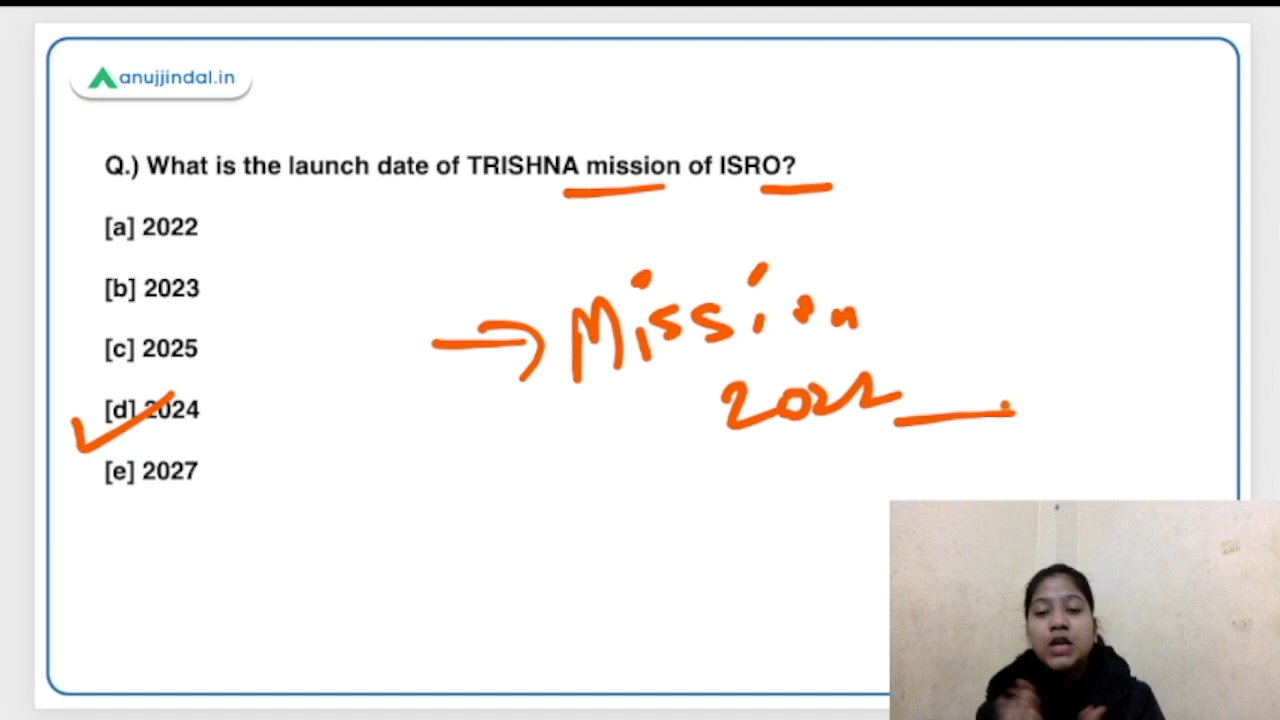 anujjindal.in
Q.) What is the launch date of TRISHNA mission of ISRO?
[a] 2022
[b] 2023
[c] 2025
[d] 2024
[e] 2027
Mission
2022